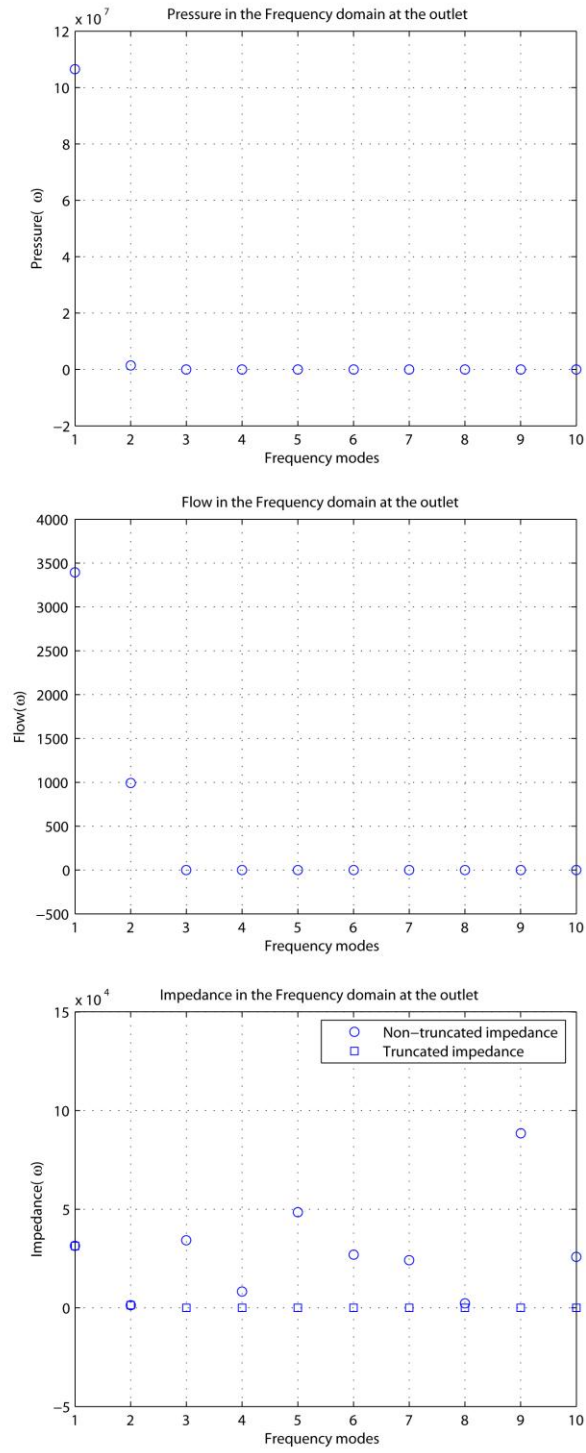 Pressure in the Frequency domain at the outlet
x 10⁷
12
10
8
6
4
2
0
−2
Pressure( ω)
1 2 3 4 5 6 7 8 9 10
Frequency modes
Flow in the Frequency domain at the outlet
4000
3500
3000
2500
2000
1500
1000
500
0
−500
Flow(ω)
1 2 3 4 5 6 7 8 9 10
Frequency modes
Impedance in the Frequency domain at the outlet
x 10⁴
15
10
5
0
−5
Impedance( ω)
Non−truncated impedance
Truncated impedance
1 2 3 4 5 6 7 8 9 10
Frequency modes